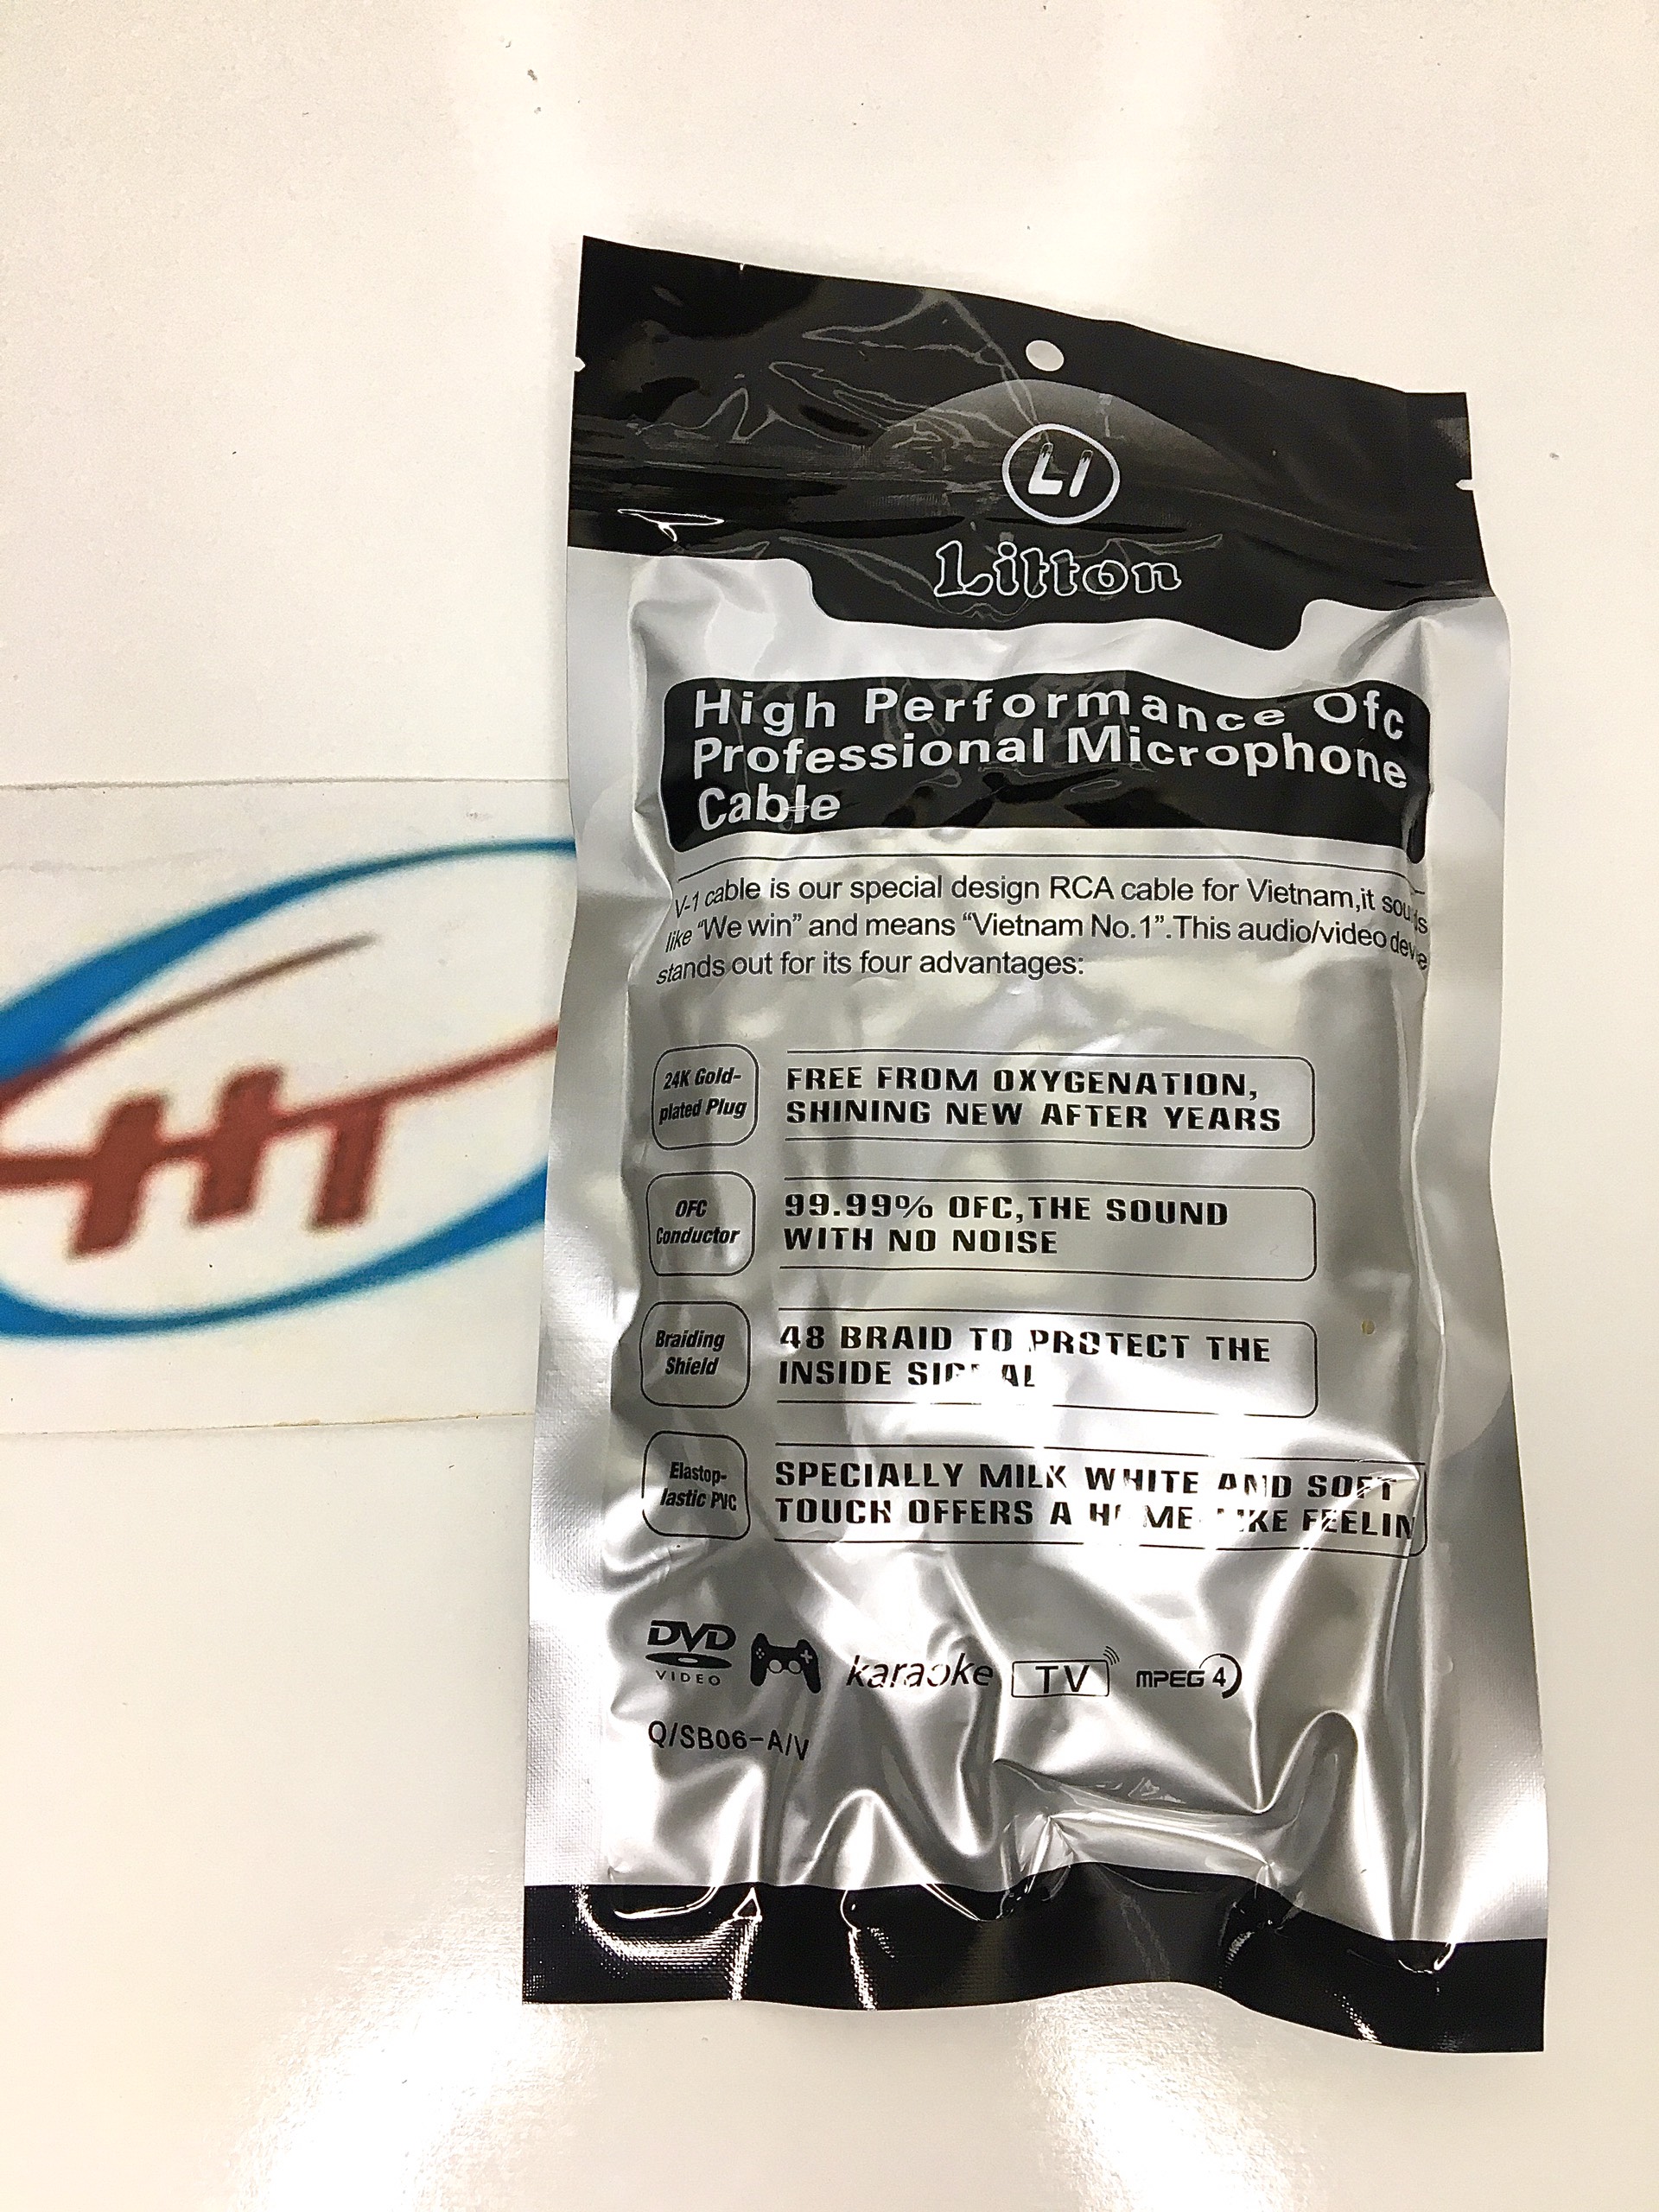 LI
Litton
High Performance Ofc
Professional Microphone
Cable
V-1 cable is our special design RCA cable for Vietnam,it
like “We win” and means “Vietnam No.1”.This audio/video
stands out for its four advantages:
24K Gold-
plated Plug
FREE FROM OXYGENATION,
SHINING NEW AFTER YEARS
OFC
Conductor
99.99% OFC,THE SOUND
WITH NO NOISE
Braiding
Shield
48 BRAID TO PROTECT THE
INSIDE
Elastop-
lastic PVC
SPECIALLY MILK WHITE AND SOFT
TOUCH OFFERS A
DVD
VIDEO
karaoke
TV
MPEG 4
Q/SB06-A/V
HT